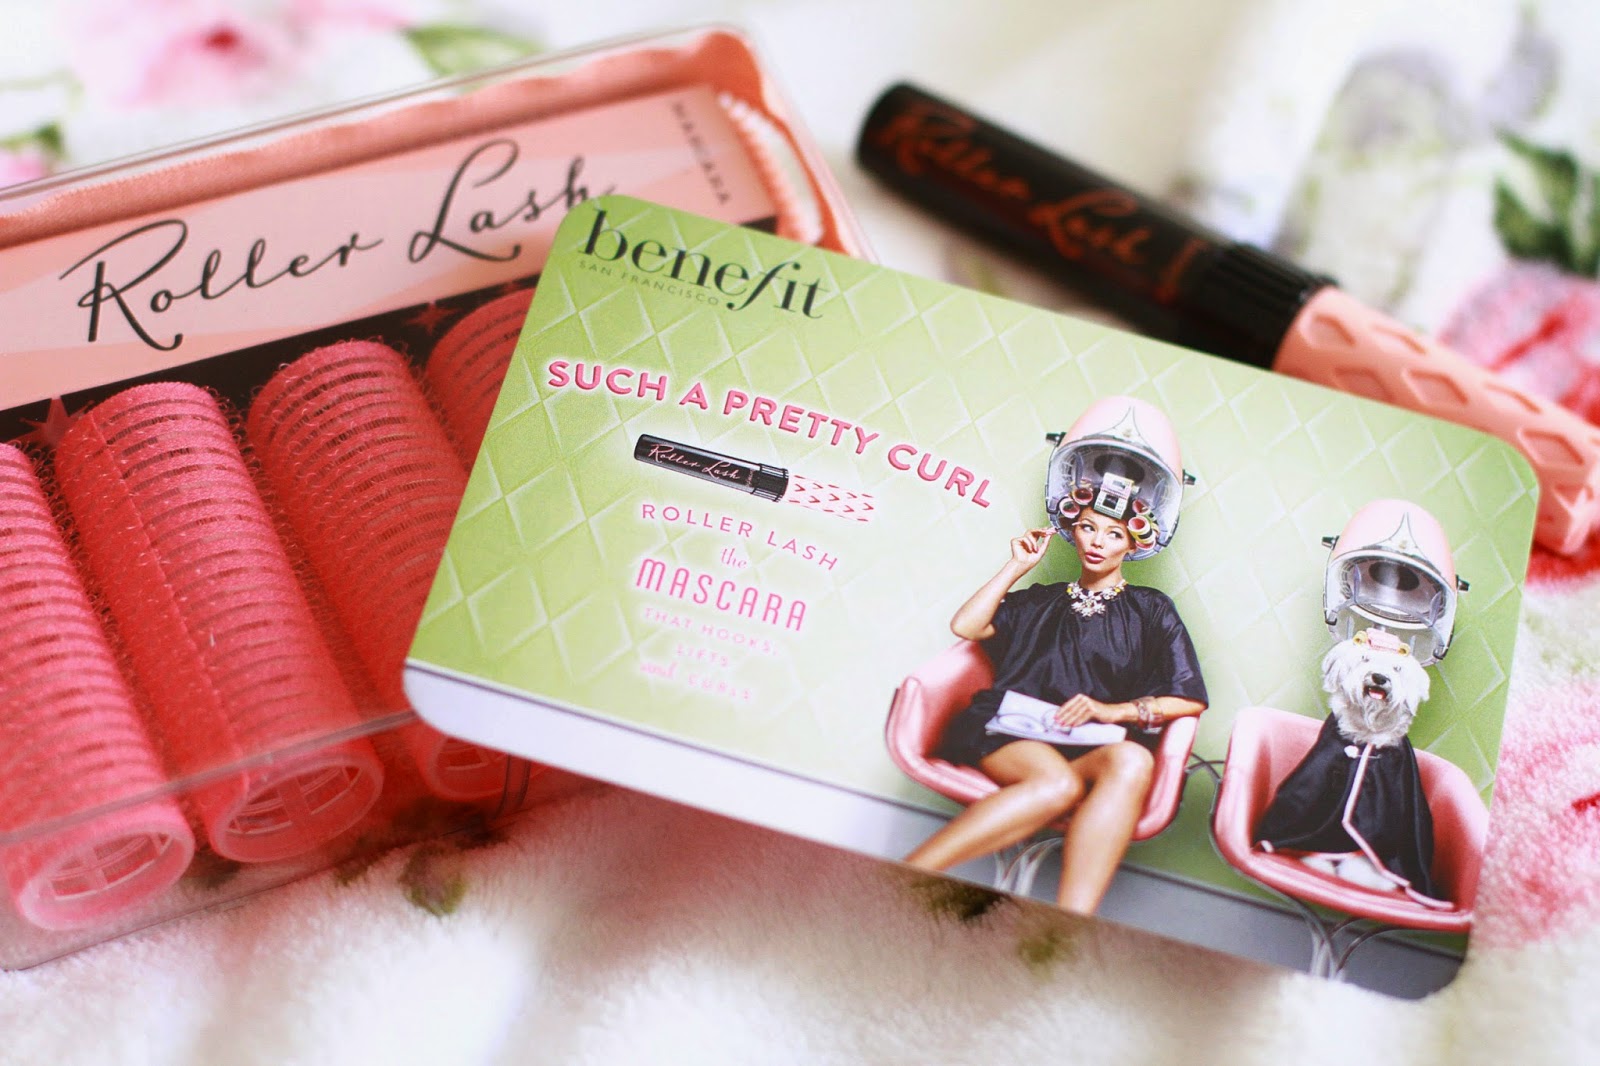 MASCARA
Roller Lash
benefit
SAN FRANCISCO
SUCH A PRETTY CURL
Roller Lash
ROLLER LASH
the
MASCARA
THAT HOOKS,
LIFTS
and CURLS
Roller Lash